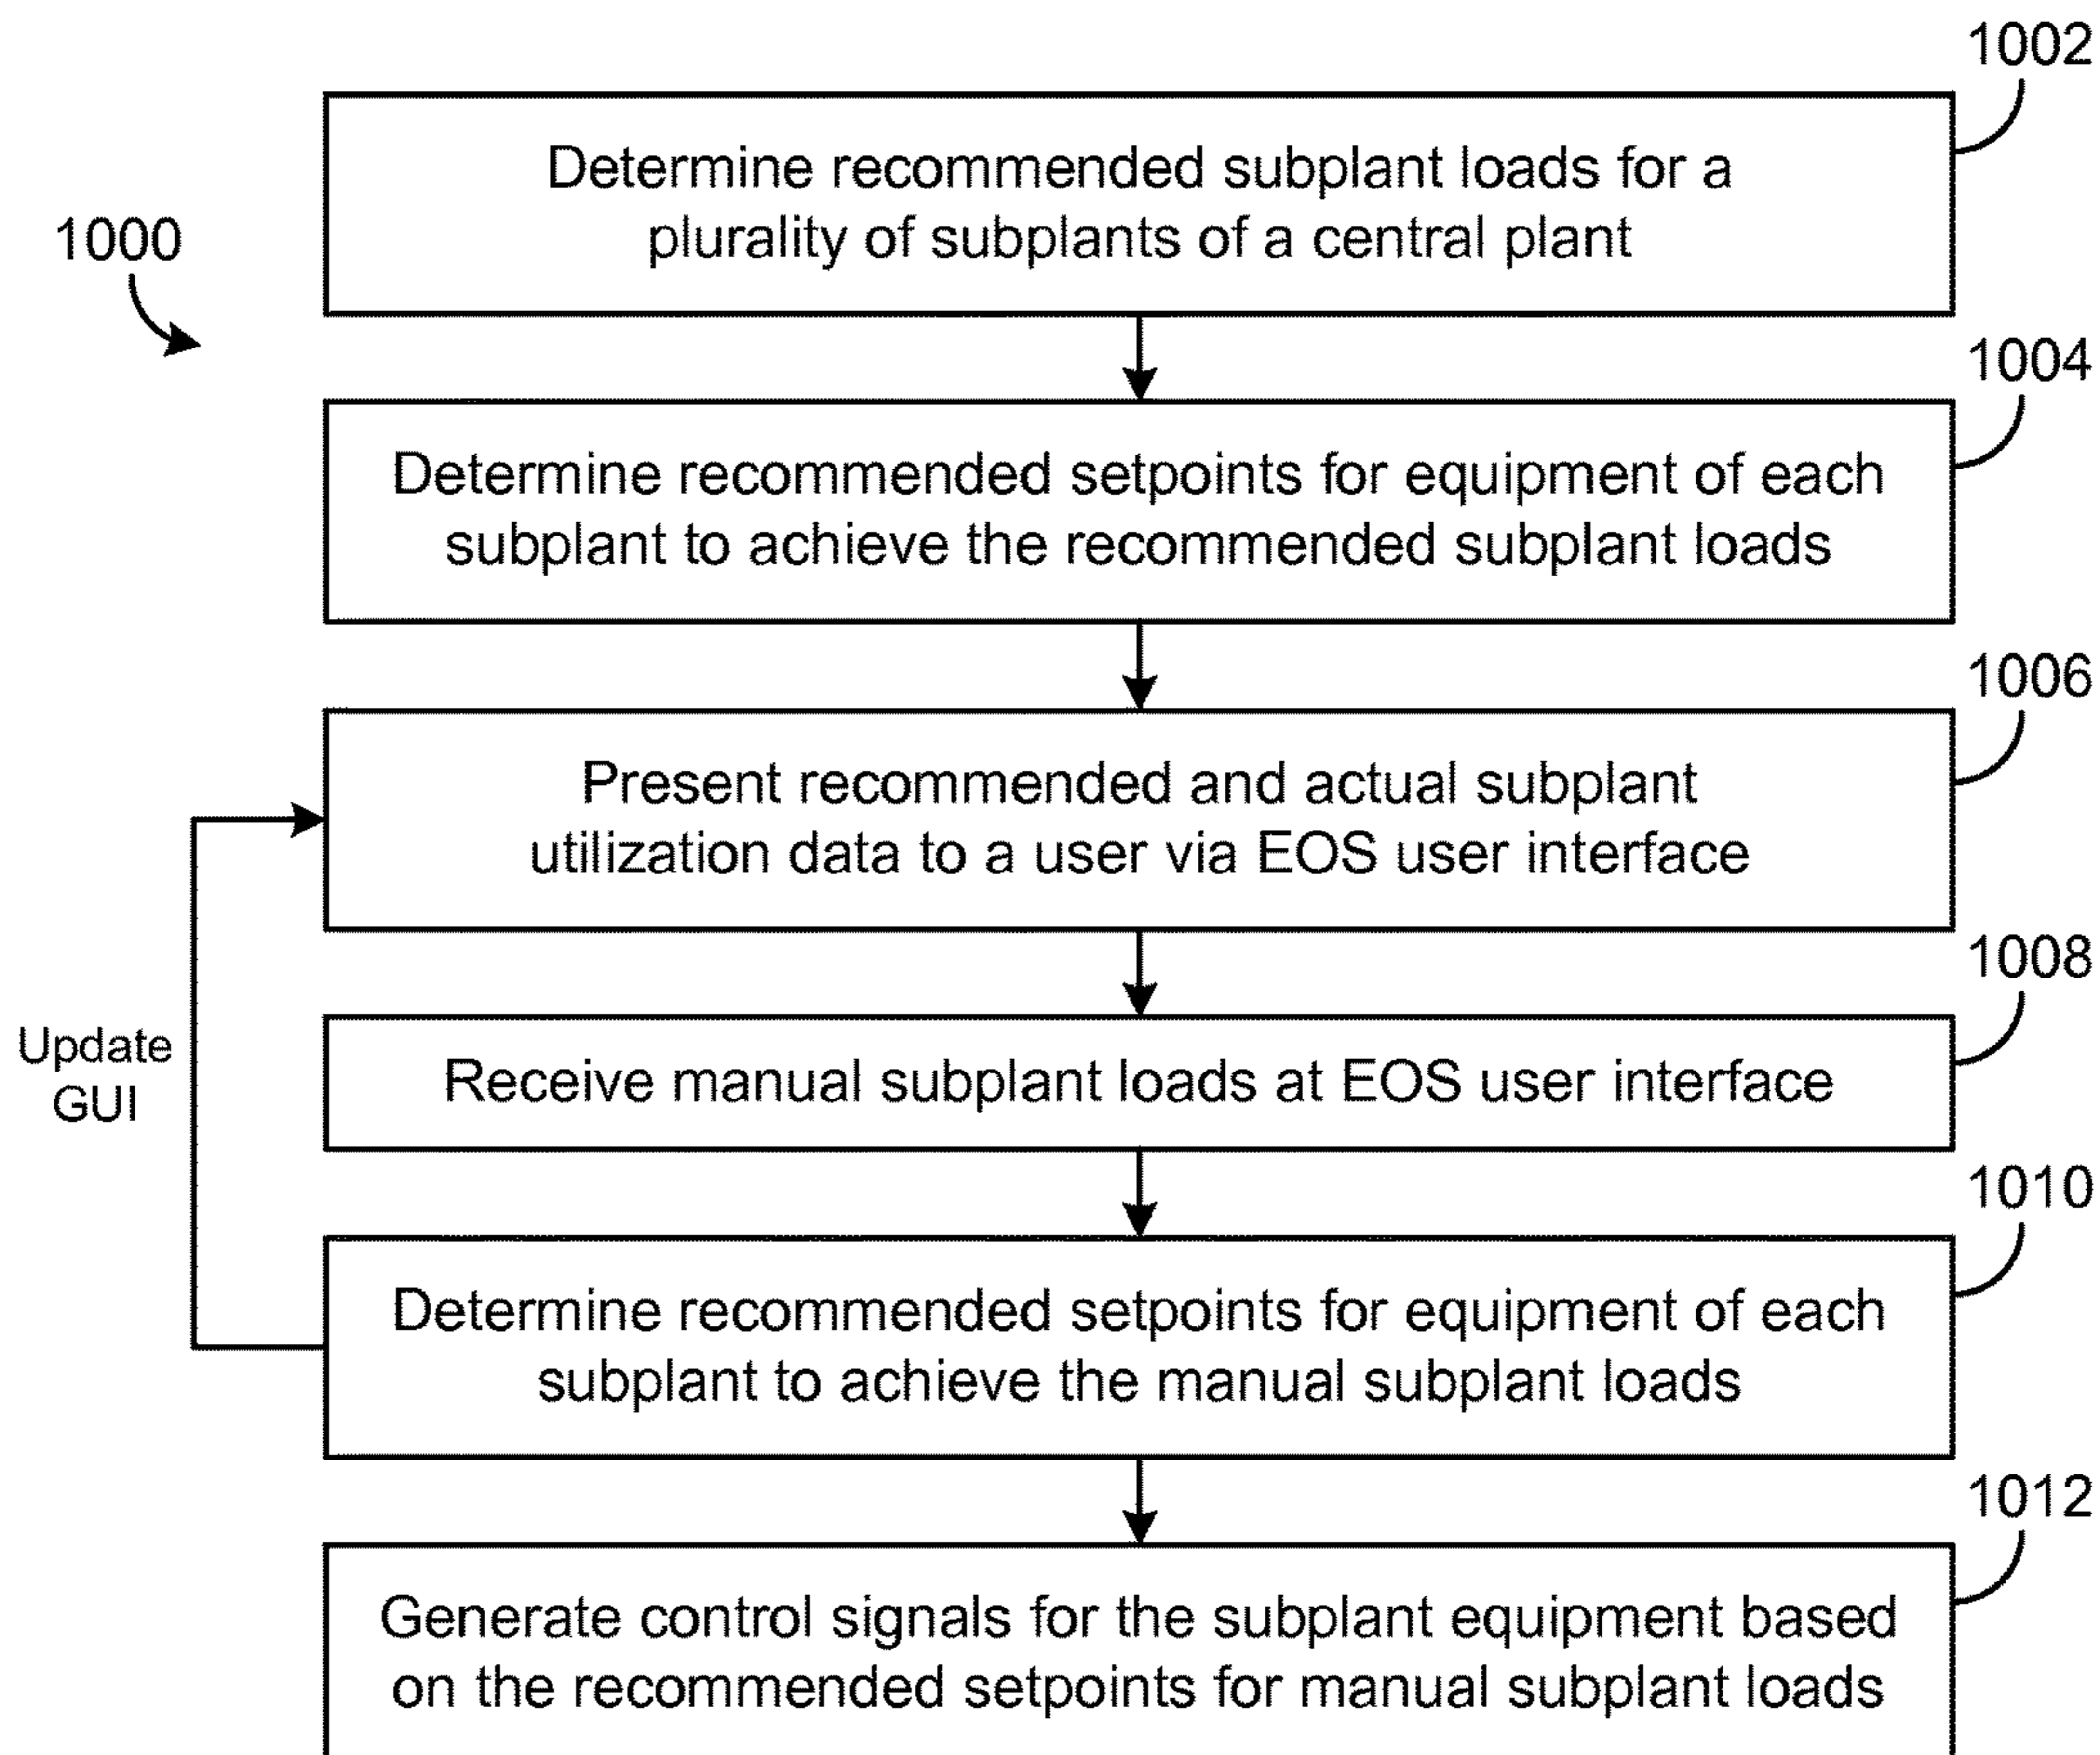 1002
Determine recommended subplant loads for a
plurality of subplants of a central plant
1000
1004
Determine recommended setpoints for equipment of each
subplant to achieve the recommended subplant loads
1006
Present recommended and actual subplant
utilization data to a user via EOS user interface
1008
Receive manual subplant loads at EOS user interface
Update
GUI
1010
Determine recommended setpoints for equipment of each
subplant to achieve the manual subplant loads
1012
Generate control signals for the subplant equipment based
on the recommended setpoints for manual subplant loads